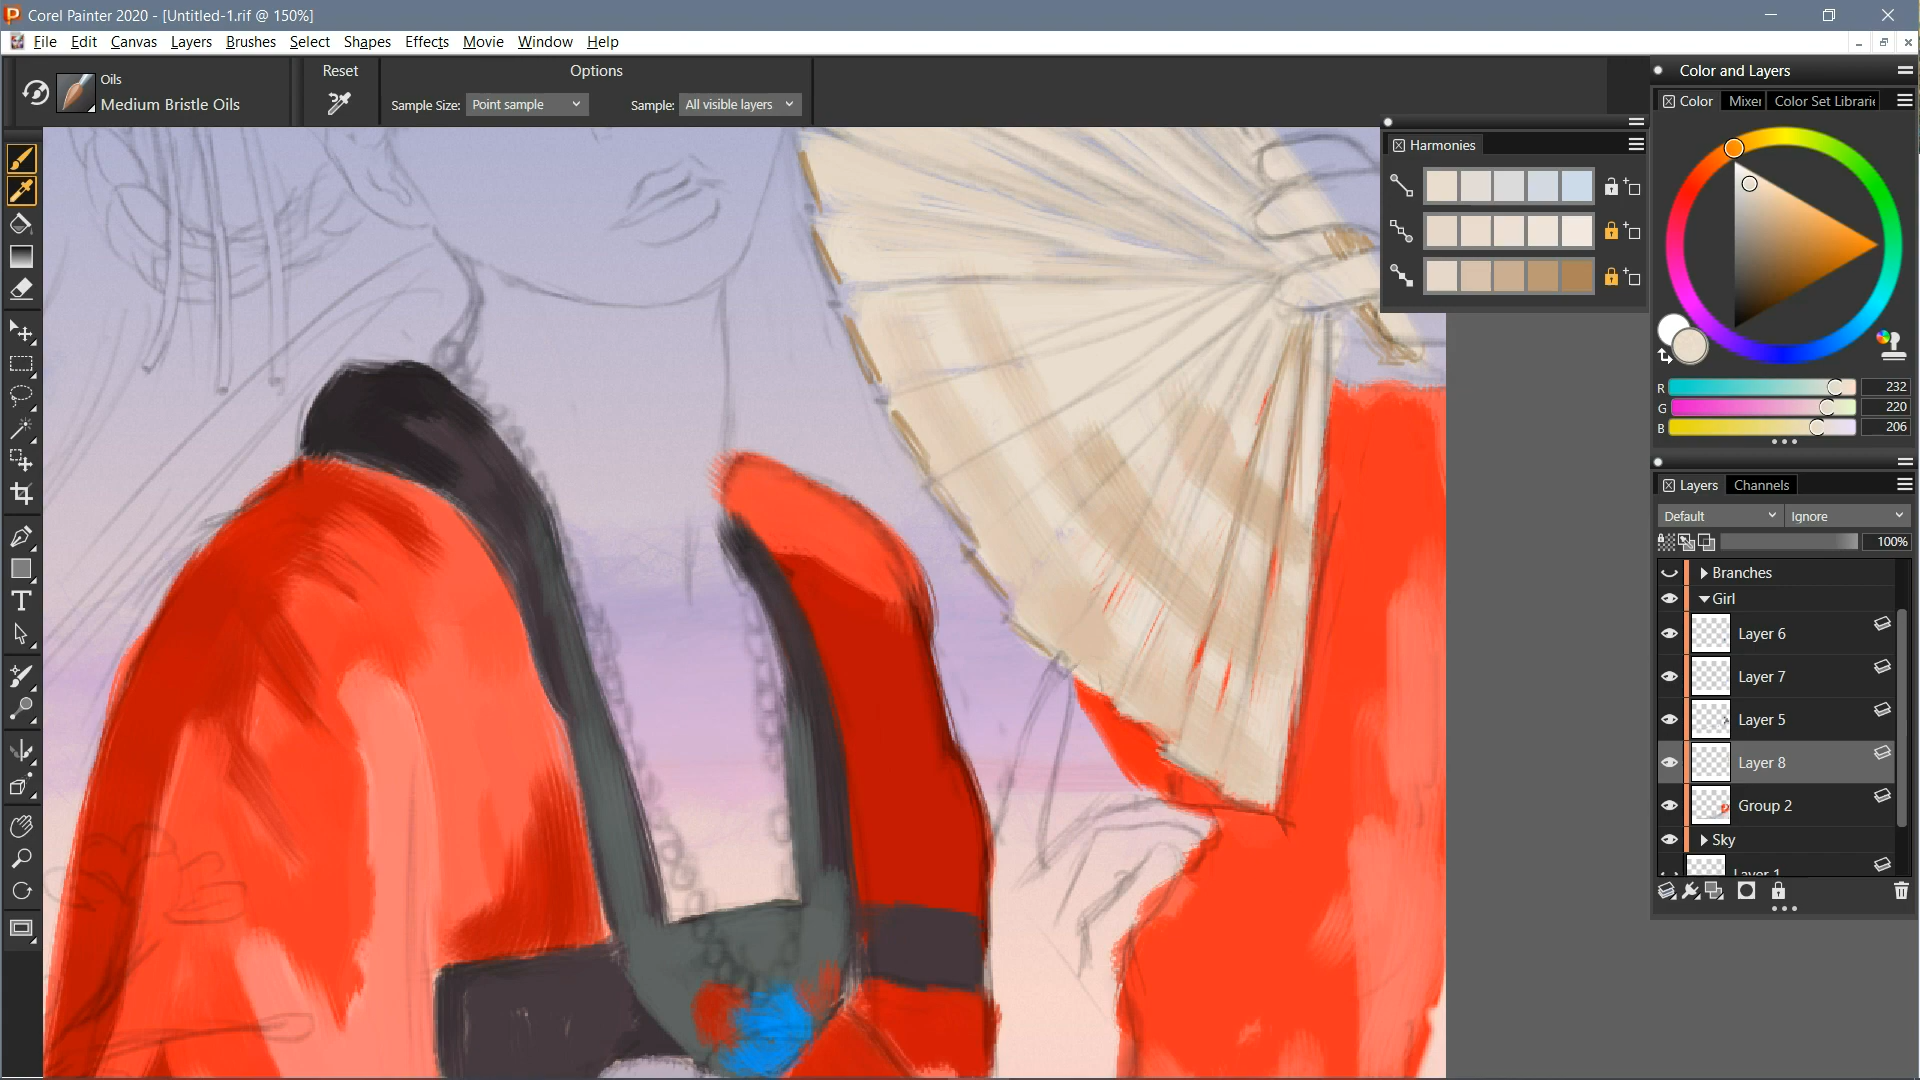 Corel Painter 2020 - [Untitled-1.rif @ 150%]
File Edit Canvas Layers Brushes Select Shapes Effects Movie Window Help
Oils
Medium Bristle Oils
Reset
Options
Sample Size: Point sample
Sample: All visible layers
Harmonies
Color and Layers
Color Mixer Color Set Librarie
R 232
G 220
B 206
Layers Channels
Default Ignore
100%
Branches
Girl
Layer 6
Layer 7
Layer 5
Layer 8
Group 2
Sky
Layer 1